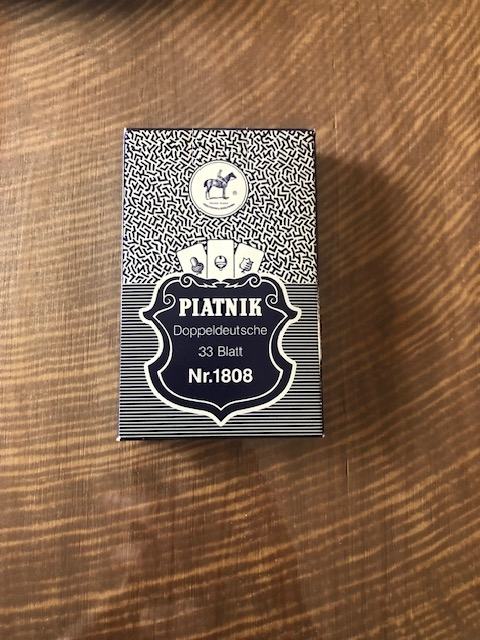 PIATNIK
Doppeldeutsche
33 Blatt
Nr.1808